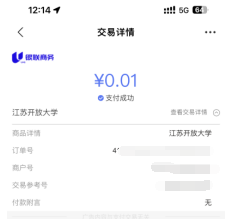 12:14 5G 64
交易详情
银联商务
¥0.01
支付成功
江苏开放大学 查看交易详情
商品详情 江苏开放大学
订单号 4
商户号
交易参考号
付款附言 无